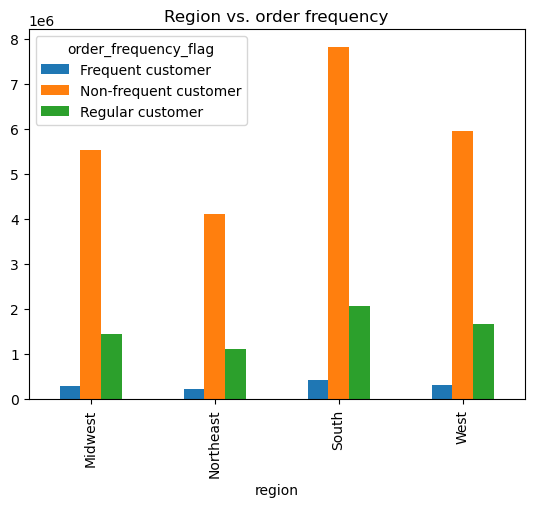 Region vs. order frequency
1e6
order_frequency_flag
Frequent customer
Non-frequent customer
Regular customer
8
7
6
5
4
3
2
1
0
Midwest
Northeast
South
West
region